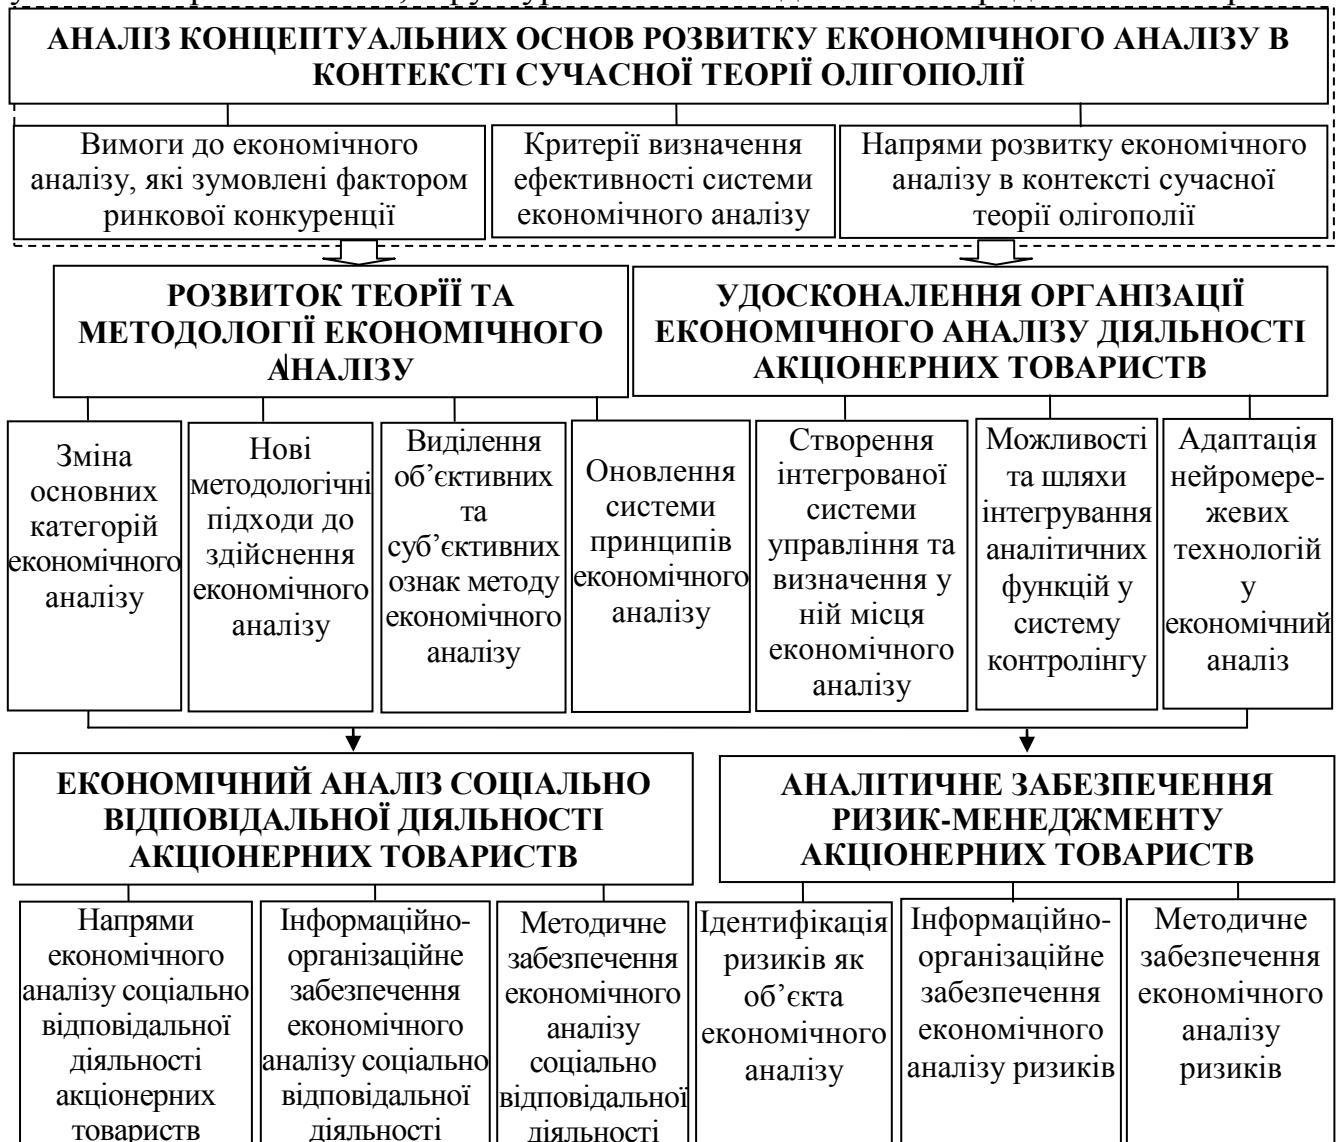 АНАЛІЗ КОНЦЕПТУАЛЬНИХ ОСНОВ РОЗВИТКУ ЕКОНОМІЧНОГО АНАЛІЗУ В
КОНТЕКСТІ СУЧАСНОЇ ТЕОРІЇ ОЛІГОПОЛІЇ
Вимоги до економічного
аналізу, які зумовлені фактором
ринкової конкуренції
Критерії визначення
ефективності системи
економічного аналізу
Напрями розвитку економічного
аналізу в контексті сучасної
теорії олігополії
РОЗВИТОК ТЕОРЇЇ ТА
МЕТОДОЛОГІЇ ЕКОНОМІЧНОГО
АНАЛІЗУ
УДОСКОНАЛЕННЯ ОРГАНІЗАЦІЇ
ЕКОНОМІЧНОГО АНАЛІЗУ ДІЯЛЬНОСТІ
АКЦІОНЕРНИХ ТОВАРИСТВ
Зміна
основних
категорій
економічного
аналізу
Нові
методологічні
підходи до
здійснення
економічного
аналізу
Виділення
об’єктивних
та
суб’єктивних
ознак методу
економічного
аналізу
Оновлення
системи
принципів
економічного
аналізу
Створення
інтегрованої
системи
управління та
визначення у
ній місця
економічного
аналізу
Можливості
та шляхи
інтегрування
аналітичних
функцій у
систему
контролінгу
Адаптація
нейромере-
жевих
технологій
у
економічний
аналіз
ЕКОНОМІЧНИЙ АНАЛІЗ СОЦІАЛЬНО
ВІДПОВІДАЛЬНОЇ ДІЯЛЬНОСТІ
АКЦІОНЕРНИХ ТОВАРИСТВ
АНАЛІТИЧНЕ ЗАБЕЗПЕЧЕННЯ
РИЗИК-МЕНЕДЖМЕНТУ
АКЦІОНЕРНИХ ТОВАРИСТВ
Напрями
економічного
аналізу соціально
відповідальної
діяльності
акціонерних
товариств
Інформаційно-
організаційне
забезпечення
економічного
аналізу соціально
відповідальної
діяльності
Методичне
забезпечення
економічного
аналізу
соціально
відповідальної
діяльності
Ідентифікація
ризиків як
об’єкта
економічного
аналізу
Інформаційно-
організаційне
забезпечення
економічного
аналізу ризиків
Методичне
забезпечення
економічного
аналізу
ризиків